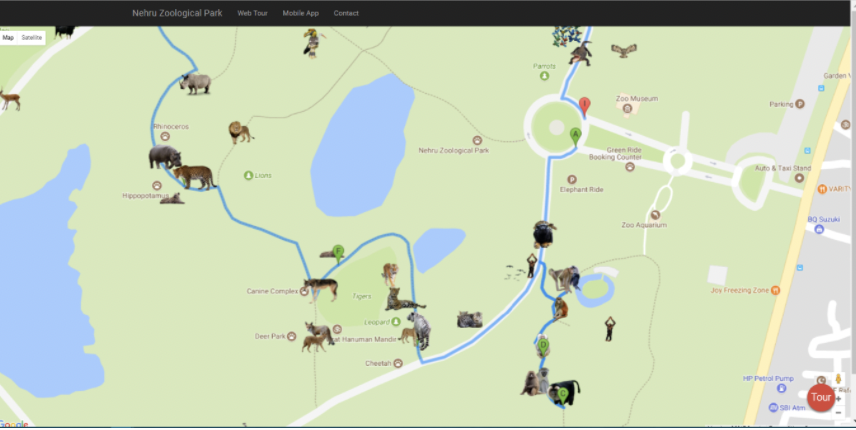 Nehru Zoological Park Web Tour Mobile App Contact
Map Satellite
Parrots
Garden
Zoo Museum
Parking P
Rhinoceros
Nehru Zoological Park
Green Ride
Booking Counter
Lions
Elephant Ride
Auto & Taxi Stand
Hippopotamus
VARIT
Zoo Aquarium
BQ Suzuki
I
A
F
D
C
Canine Complex
Tigers
Joy Freezing Zone
Leopard
Deer Park
at Hanuman Mandir
Cheetah
HP Petrol Pump
SBI Atm
Tour
Google